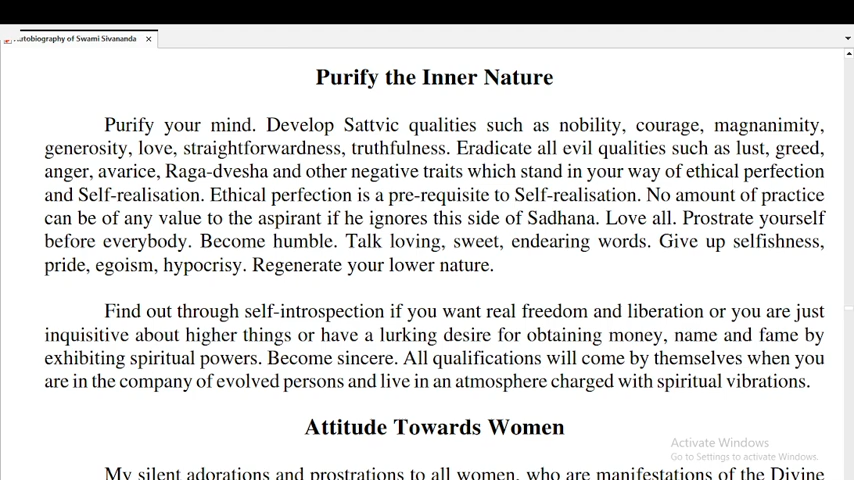 Autobiography of Swami Sivananda
Purify the Inner Nature
Purify your mind. Develop Sattvic qualities such as nobility, courage, magnanimity,
generosity, love, straightforwardness, truthfulness. Eradicate all evil qualities such as lust, greed,
anger, avarice, Raga-dvesha and other negative traits which stand in your way of ethical perfection
and Self-realisation. Ethical perfection is a pre-requisite to Self-realisation. No amount of practice
can be of any value to the aspirant if he ignores this side of Sadhana. Love all. Prostrate yourself
before everybody. Become humble. Talk loving, sweet, endearing words. Give up selfishness,
pride, egoism, hypocrisy. Regenerate your lower nature.
Find out through self-introspection if you want real freedom and liberation or you are just
inquisitive about higher things or have a lurking desire for obtaining money, name and fame by
exhibiting spiritual powers. Become sincere. All qualifications will come by themselves when you
are in the company of evolved persons and live in an atmosphere charged with spiritual vibrations.
Attitude Towards Women
Activate Windows
Go to Settings to activate Windows.
My silent adorations and prostrations to all women, who are manifestations of the Divine